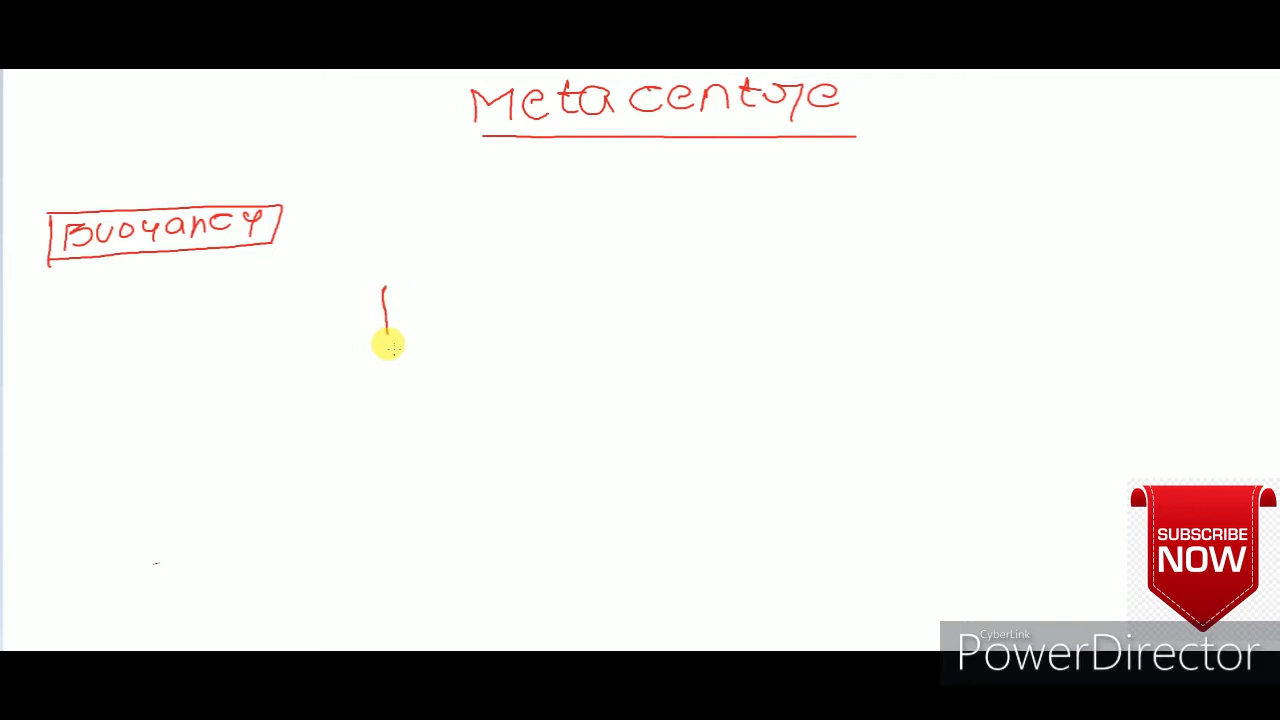 Metacentre
Buoyancy
SUBSCRIBE
NOW
CyberLink
PowerDirector